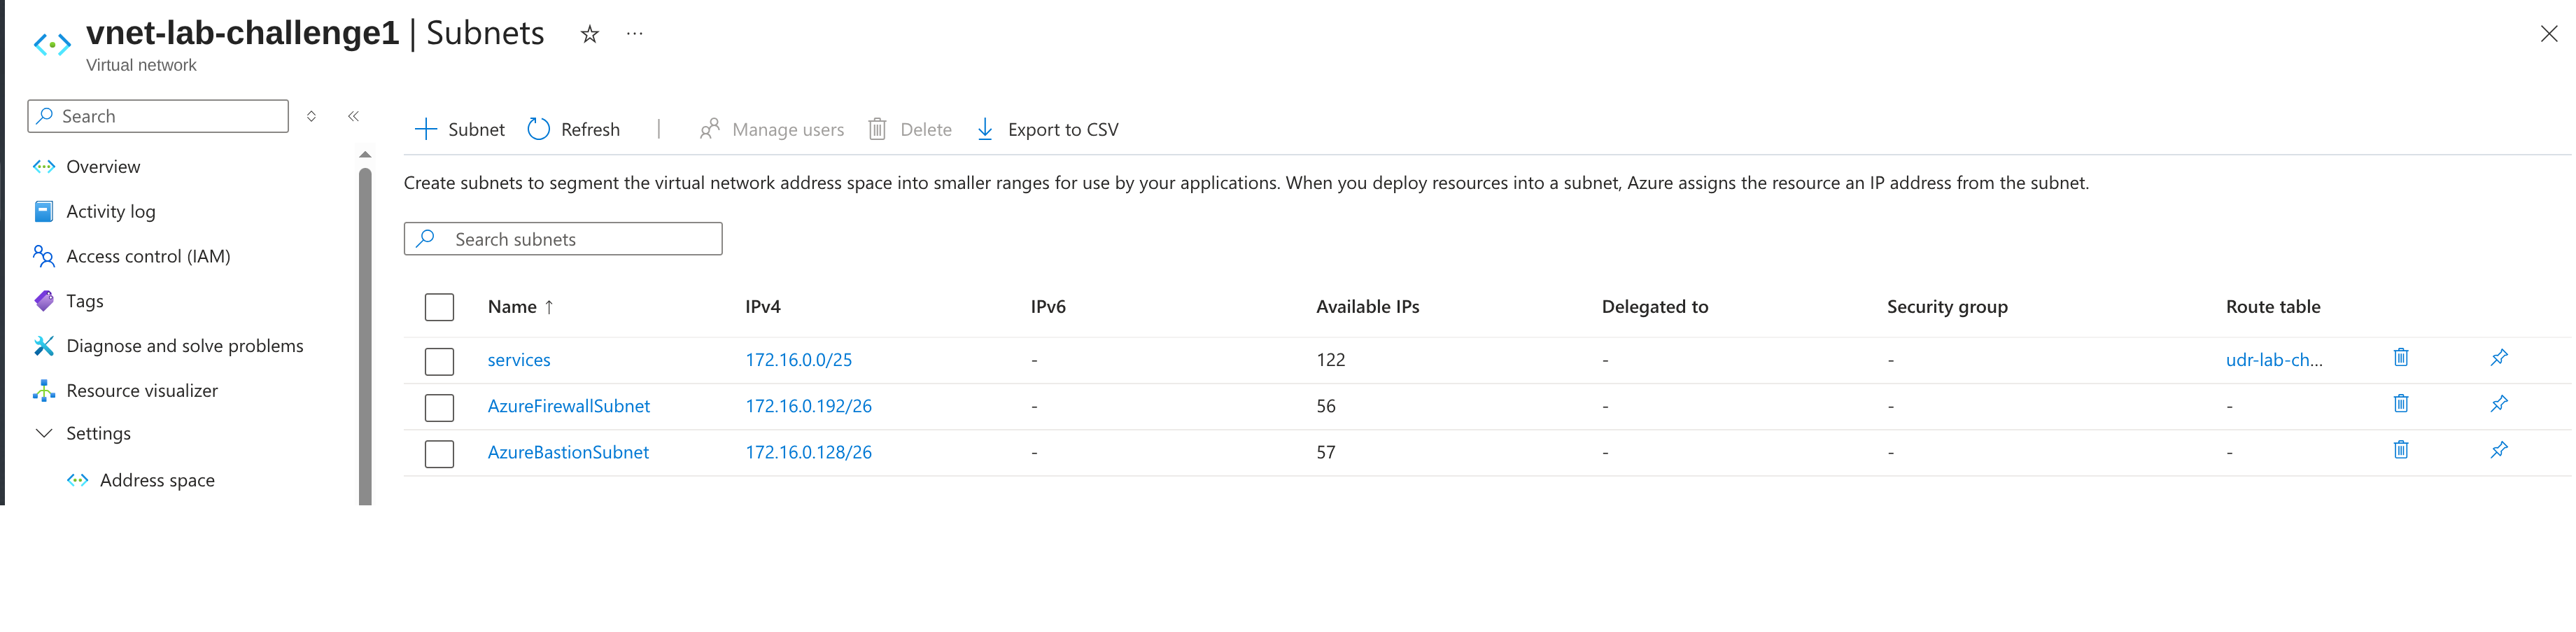 vnet-lab-challenge1 | Subnets
Virtual network
Search
Overview
Activity log
Access control (IAM)
Tags
Diagnose and solve problems
Resource visualizer
Settings
Address space
Subnet Refresh | Manage users Delete Export to CSV
Create subnets to segment the virtual network address space into smaller ranges for use by your applications. When you deploy resources into a subnet, Azure assigns the resource an IP address from the subnet.
Search subnets
Name ↑ IPv4 IPv6 Available IPs Delegated to Security group Route table
services 172.16.0.0/25 - 122 - - udr-lab-ch...
AzureFirewallSubnet 172.16.0.192/26 - 56 - - -
AzureBastionSubnet 172.16.0.128/26 - 57 - - -